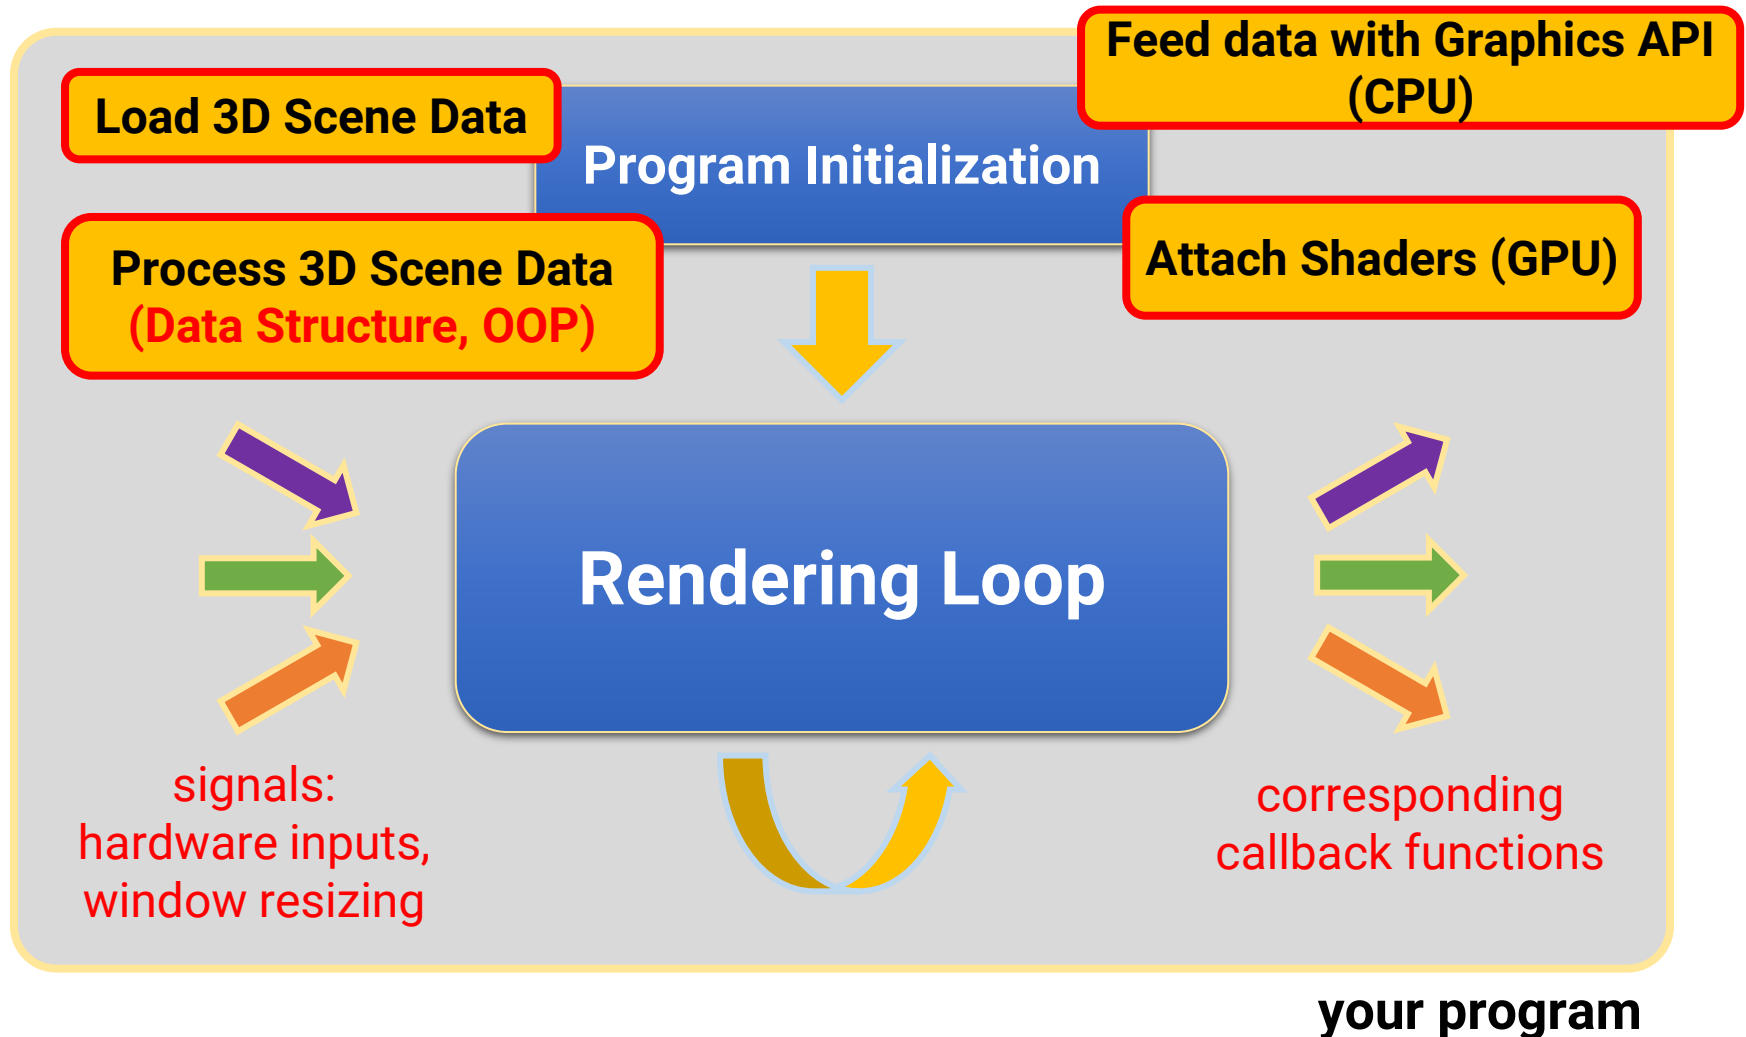 Feed data with Graphics API
(CPU)
Load 3D Scene Data
Program Initialization
Process 3D Scene Data
(Data Structure, OOP)
Attach Shaders (GPU)
Rendering Loop
signals:
hardware inputs,
window resizing
corresponding
callback functions
your program